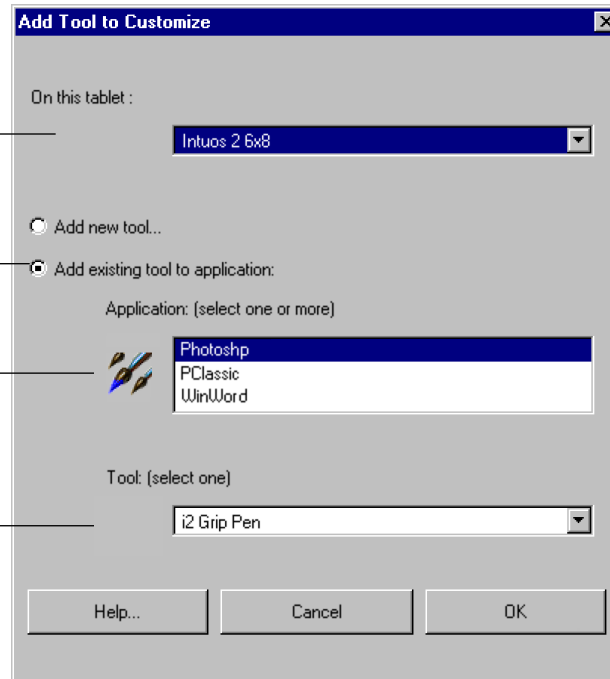 Add Tool to Customize
On this tablet :
Intuos 2 6x8
Add new tool...
Add existing tool to application:
Application: (select one or more)
Photoshp
PClassic
WinWord
Tool: (select one)
i2 Grip Pen
Help... Cancel OK